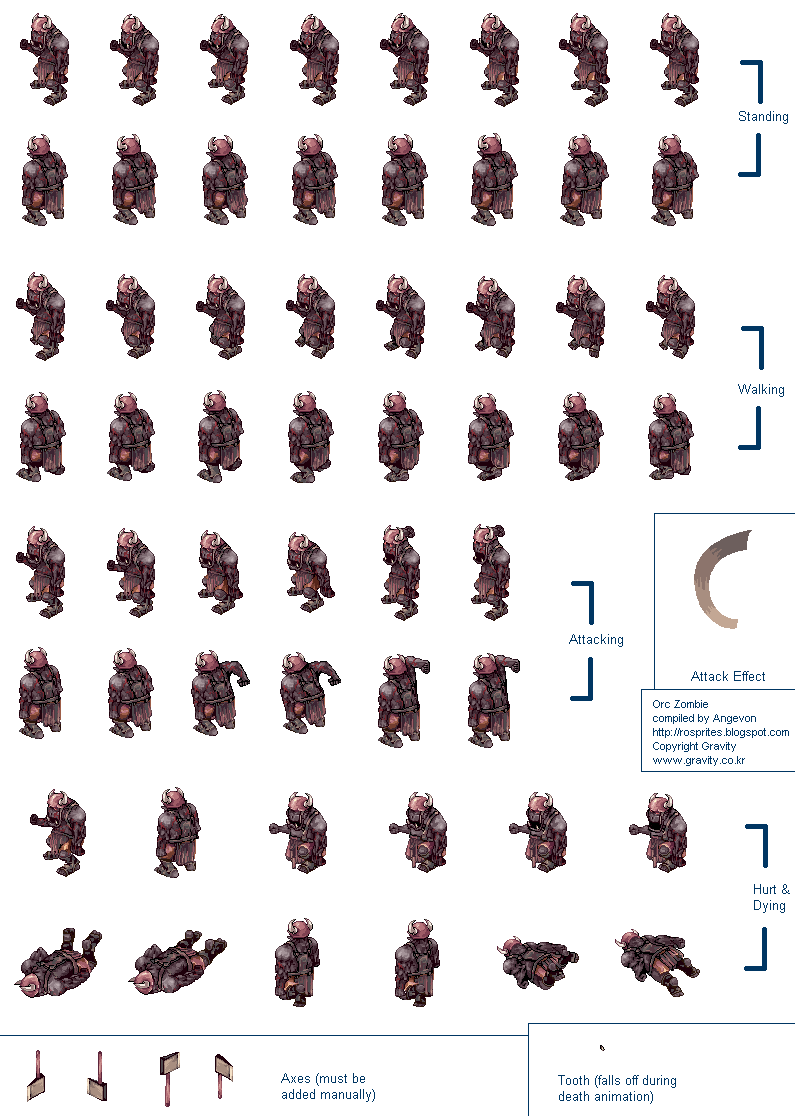 Standing
Walking
Attacking
Attack Effect
Orc Zombie
compiled by Angevon
http://rosprites.blogspot.com
Copyright Gravity
www.gravity.co.kr
Hurt &
Dying
Axes (must be
added manually)
Tooth (falls off during
death animation)